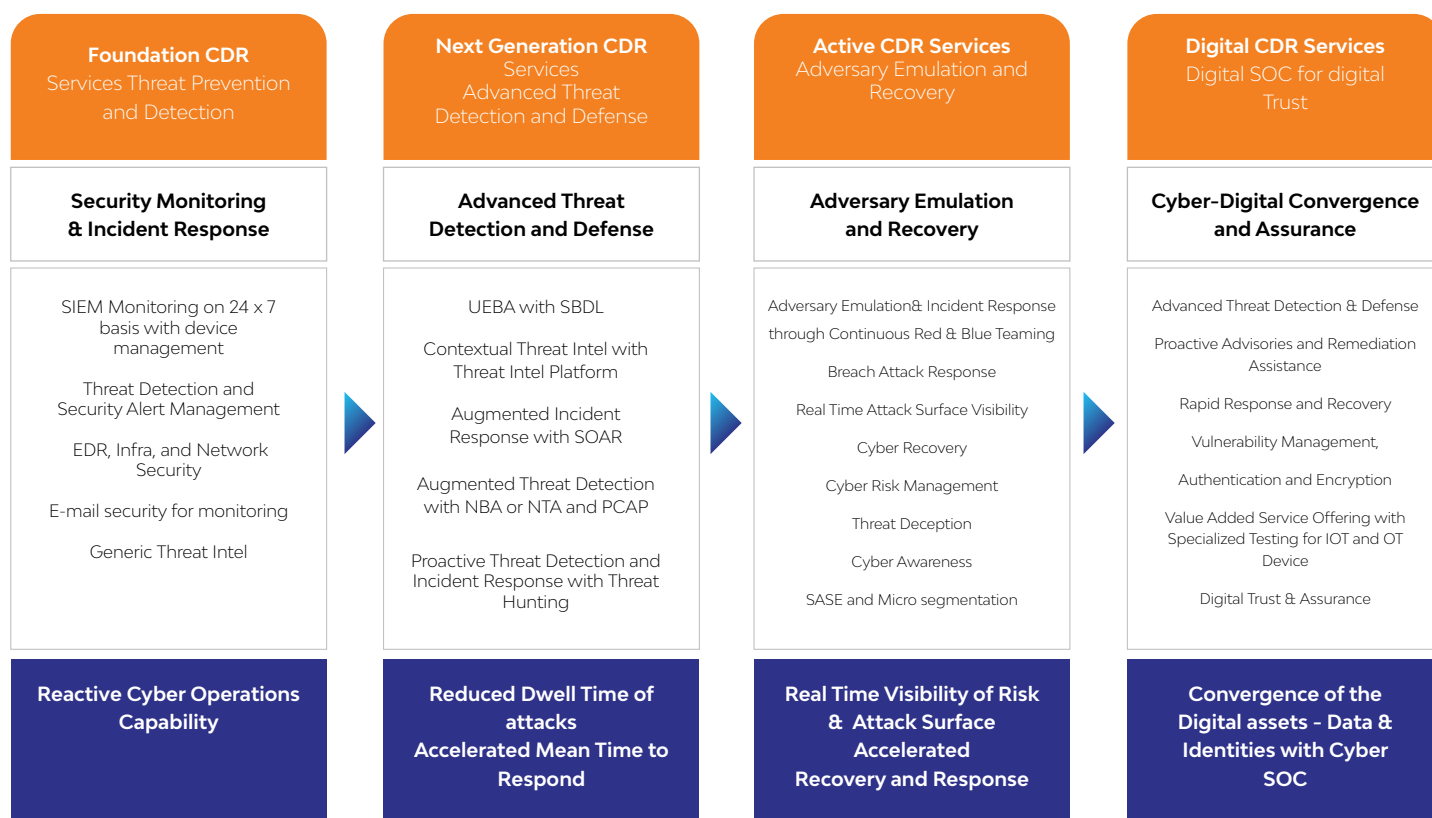 Foundation CDR
Services Threat Prevention
and Detection
Security Monitoring
& Incident Response
SIEM Monitoring on 24 x 7
basis with device
management
Threat Detection and
Security Alert Management
EDR, Infra, and Network
Security
E-mail security for monitoring
Generic Threat Intel
Reactive Cyber Operations
Capability
Next Generation CDR
Services
Advanced Threat
Detection and Defense
Advanced Threat
Detection and Defense
UEBA with SBDL
Contextual Threat Intel with
Threat Intel Platform
Augmented Incident
Response with SOAR
Augmented Threat Detection
with NBA or NTA and PCAP
Proactive Threat Detection and
Incident Response with Threat
Hunting
Reduced Dwell Time of
attacks
Accelerated Mean Time to
Respond
Active CDR Services
Adversary Emulation and
Recovery
Adversary Emulation
and Recovery
Adversary Emulation& Incident Response
through Continuous Red & Blue Teaming
Breach Attack Response
Real Time Attack Surface Visibility
Cyber Recovery
Cyber Risk Management
Threat Deception
Cyber Awareness
SASE and Micro segmentation
Real Time Visibility of Risk
& Attack Surface
Accelerated
Recovery and Response
Digital CDR Services
Digital SOC for digital
Trust
Cyber-Digital Convergence
and Assurance
Advanced Threat Detection & Defense
Proactive Advisories and Remediation
Assistance
Rapid Response and Recovery
Vulnerability Management,
Authentication and Encryption
Value Added Service Offering with
Specialized Testing for IOT and OT
Device
Digital Trust & Assurance
Convergence of the
Digital assets - Data &
Identities with Cyber
SOC